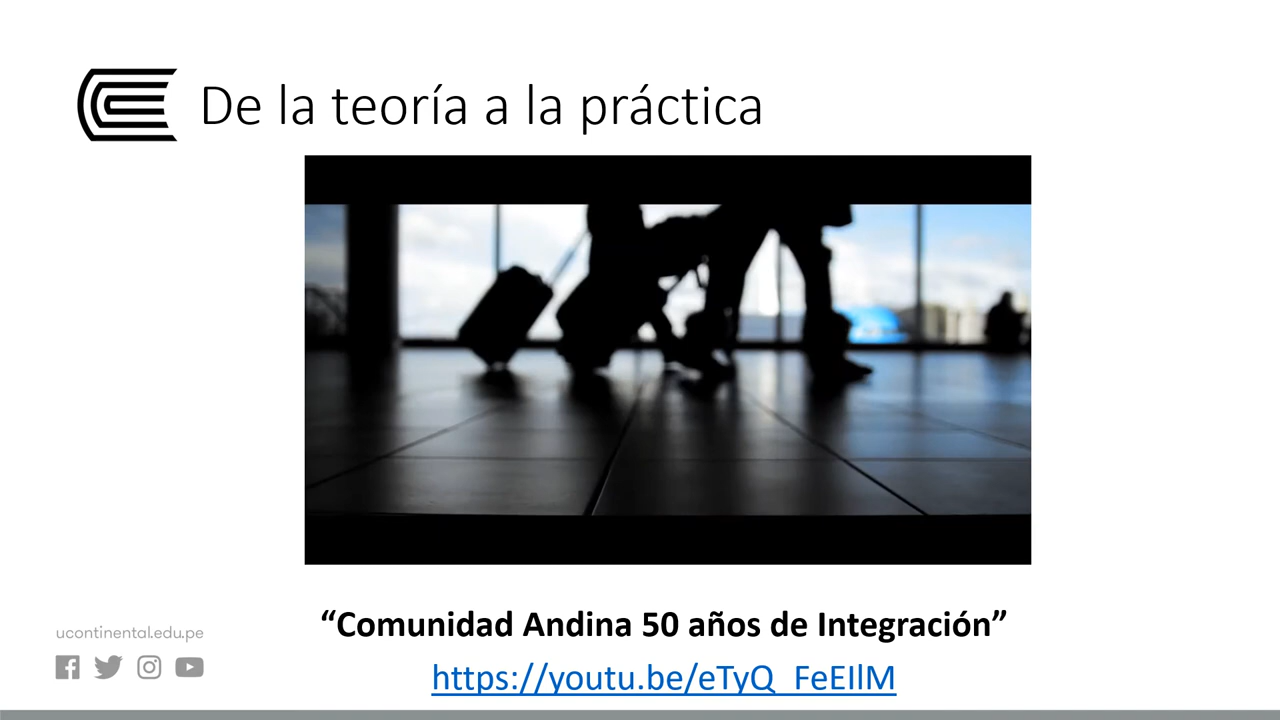 De la teoría a la práctica
“Comunidad Andina 50 años de Integración”
https://youtu.be/eTyQ_FeEIlM
ucontinental.edu.pe